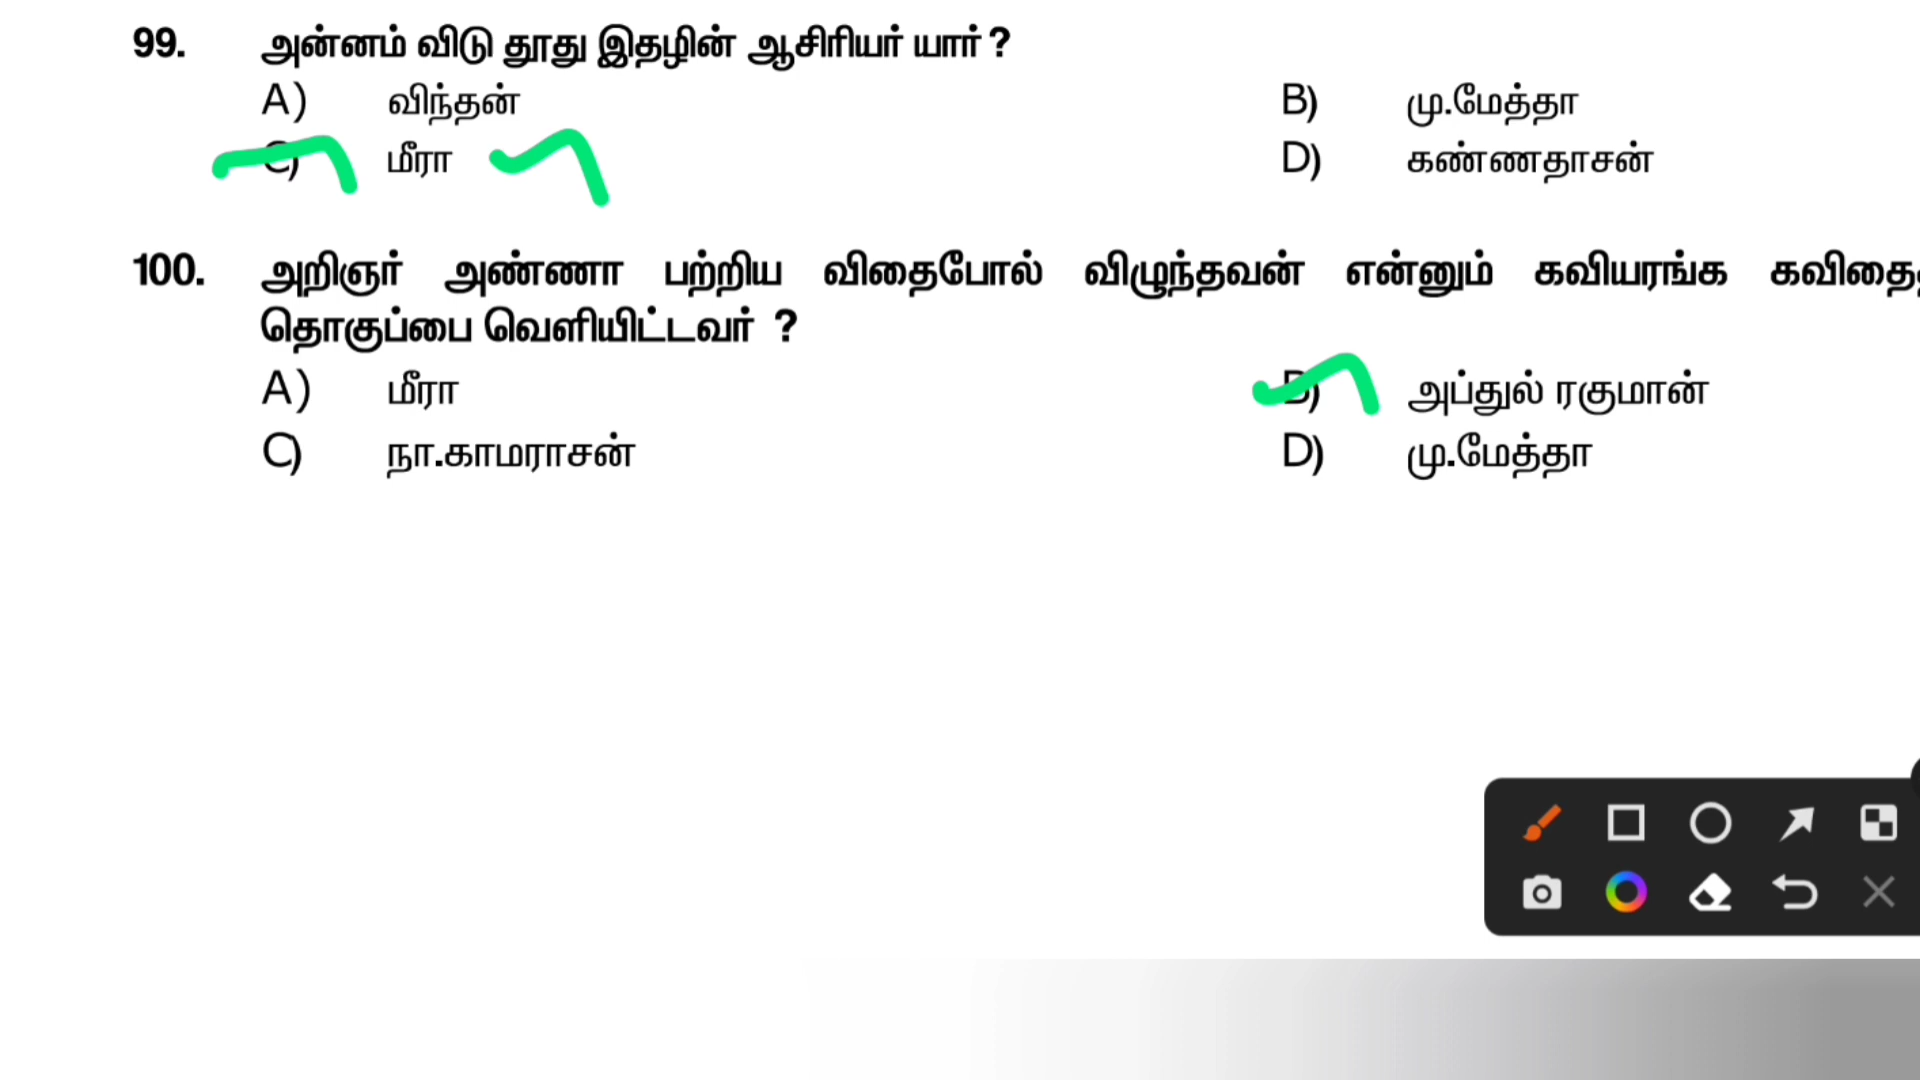 99. அன்னம் விடு தூது இதழின் ஆசிரியர் யார் ?
A) விந்தன் B) மு.மேத்தா
C) மீரா D) கண்ணதாசன்
100. அறிஞர் அண்ணா பற்றிய விதைபோல் விழுந்தவன் என்னும் கவியரங்க கவிதைத்
தொகுப்பை வெளியிட்டவர் ?
A) மீரா B) அப்துல் ரகுமான்
C) நா.காமராசன் D) மு.மேத்தா